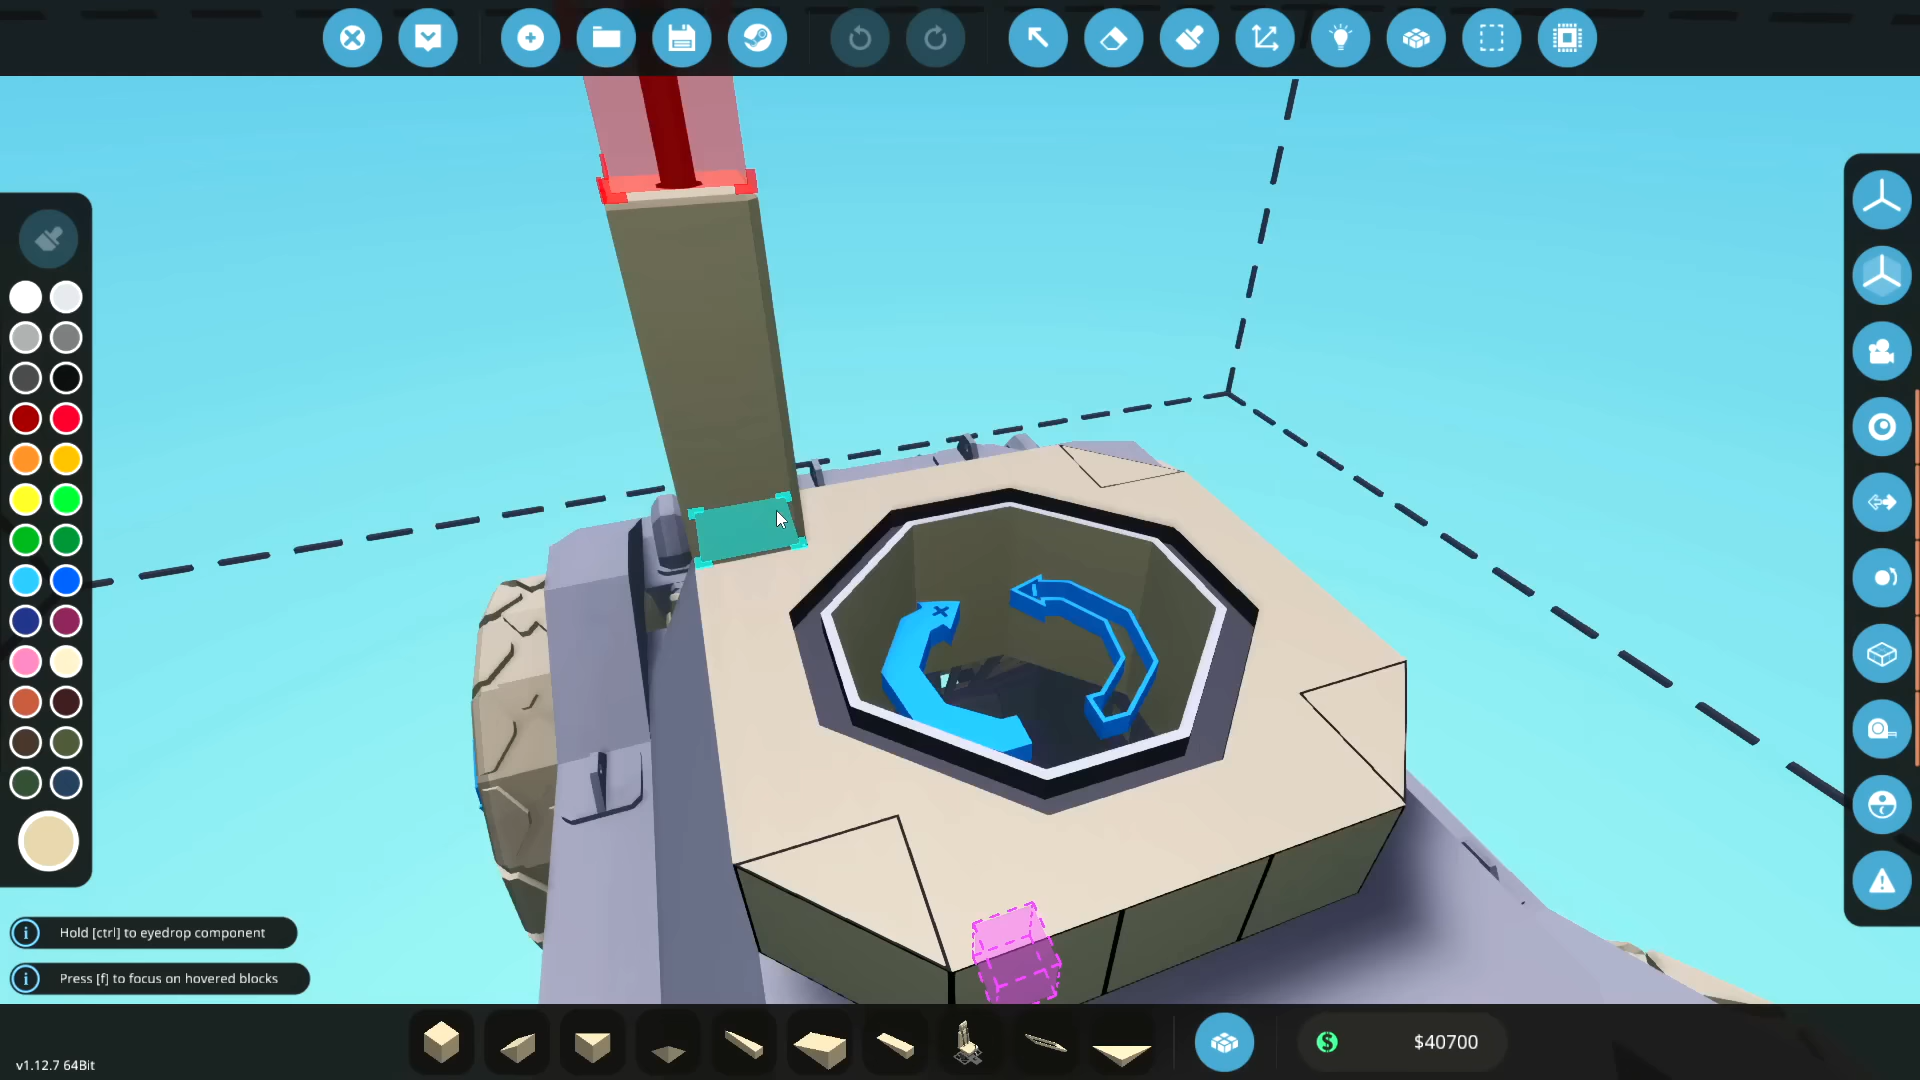 Hold [ctrl] to eyedrop component
Press [f] to focus on hovered blocks
v1.12.7 64Bit
$
$40700